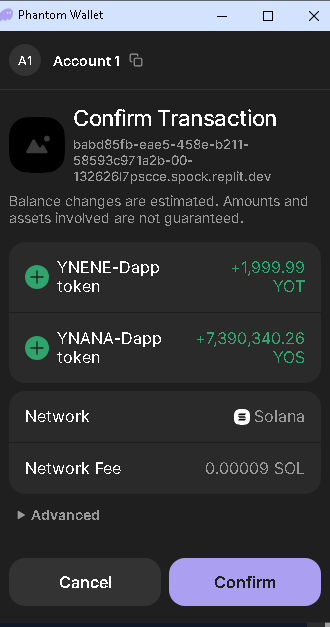 Phantom Wallet
A1 Account 1
Confirm Transaction
babd85fb-eae5-458e-b211-
58593c971a2b-00-
132626l7pscce.spock.replit.dev
Balance changes are estimated. Amounts and
assets involved are not guaranteed.
YNENE-Dapp +1,999.99
token YOT
YNANA-Dapp +7,390,340.26
token YOS
Network Solana
Network Fee 0.00009 SOL
Advanced
Cancel Confirm